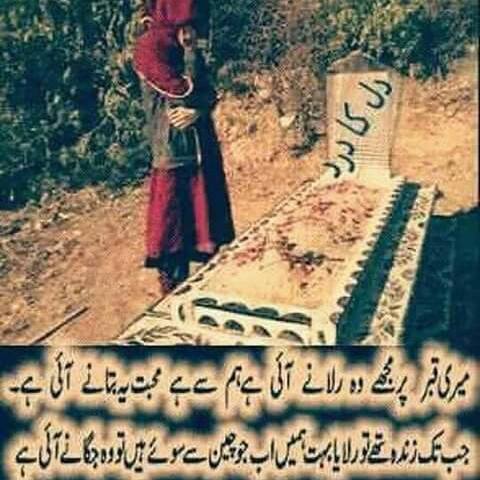 دل کا درد
میری قبر پر مجھے وہ رلانے آئی ہے ہم سے ہے محبت یہ بتانے آئی ہے۔
جب تک زندہ تھے تو رلایا بہت ہمیں اب جو چین سے سوئے ہیں تو وہ جگانے آئی ہے